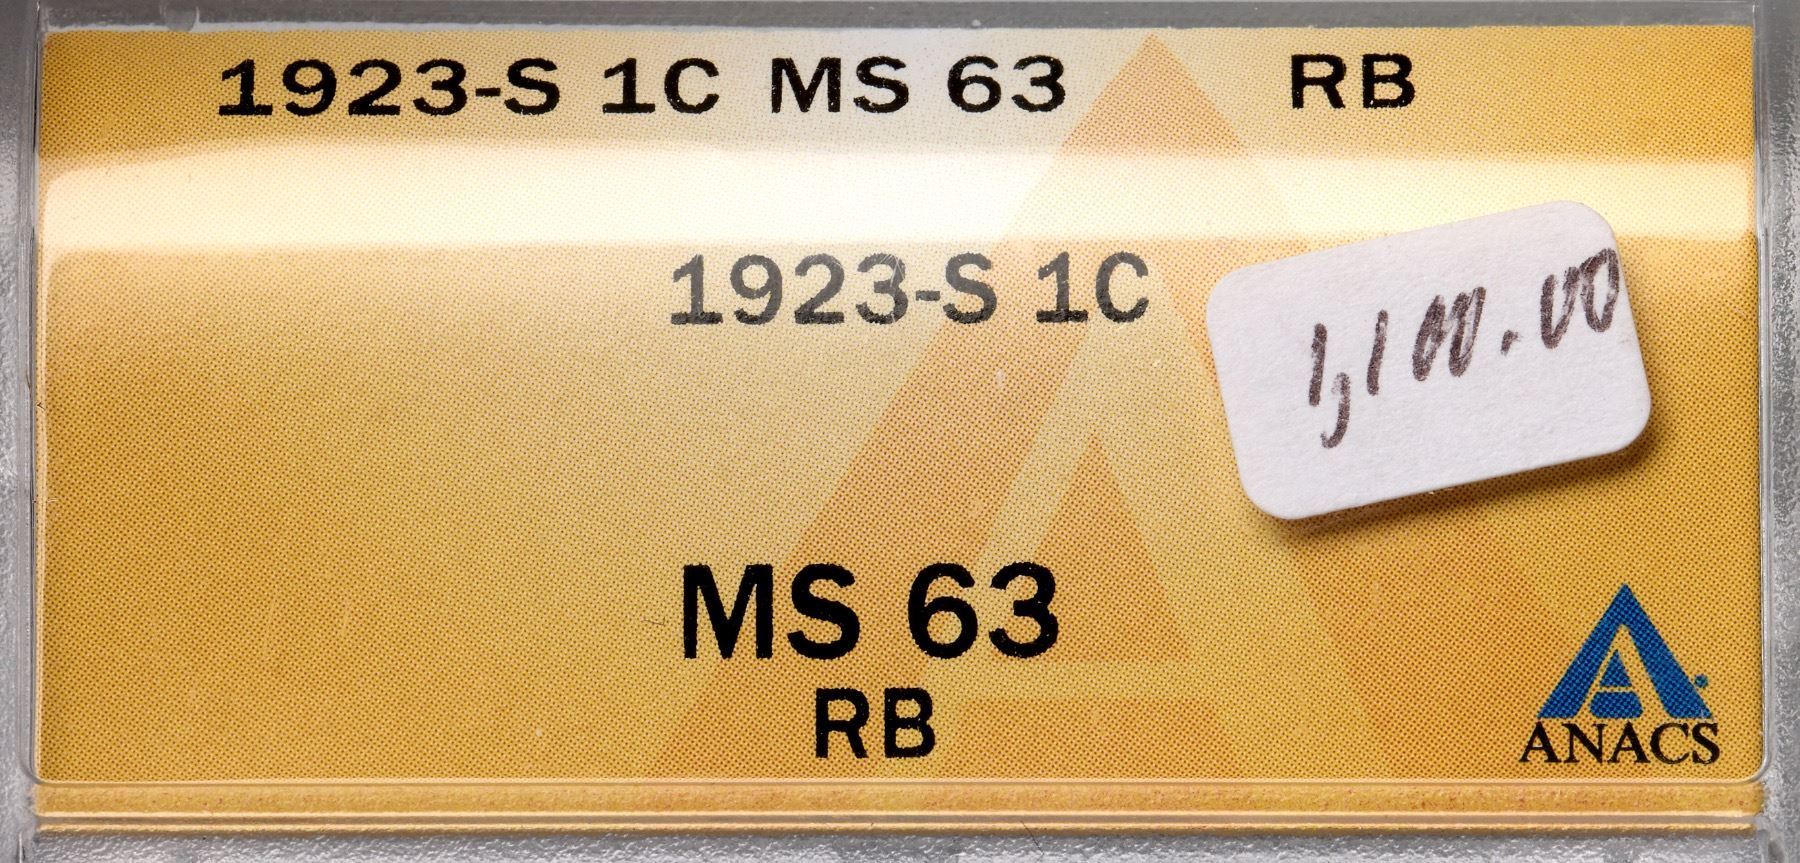 1923-S 1C MS 63 RB
1923-S 1C
1,100.00
MS 63
RB
ANACS